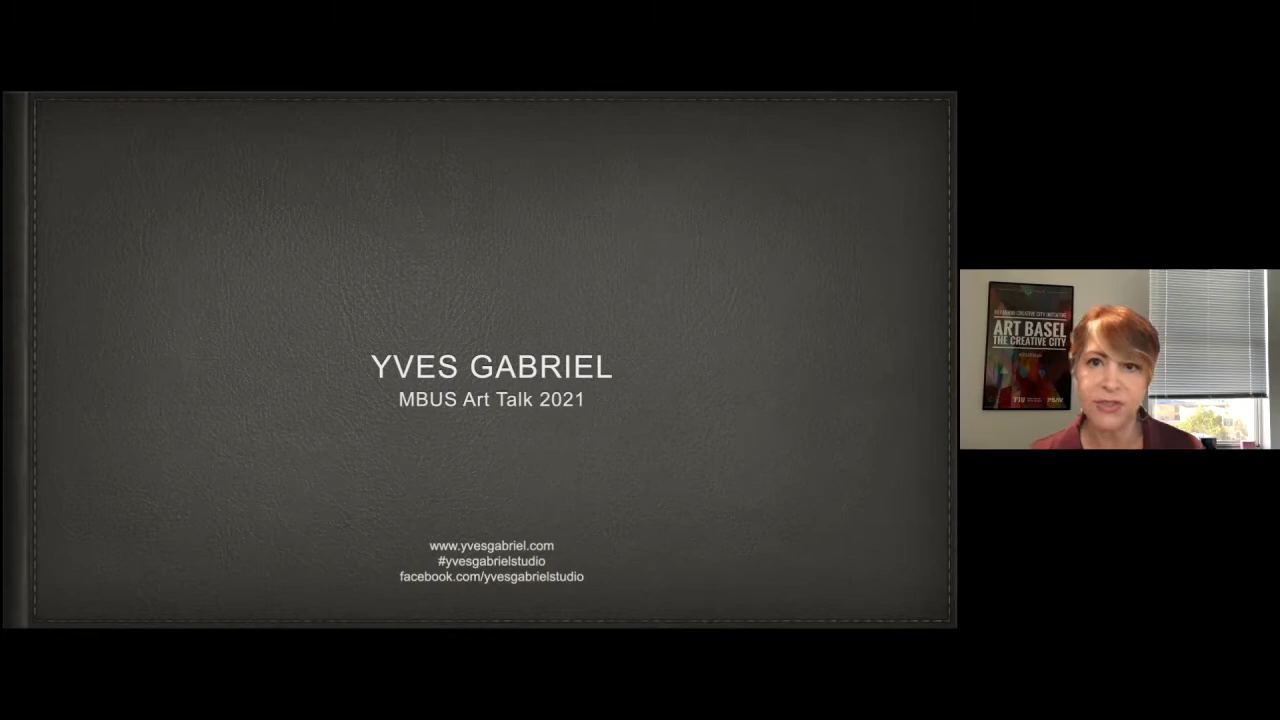 YVES GABRIEL
MBUS Art Talk 2021
www.yvesgabriel.com
#yvesgabrielstudio
facebook.com/yvesgabrielstudio
ART BASEL
THE CREATIVE CITY